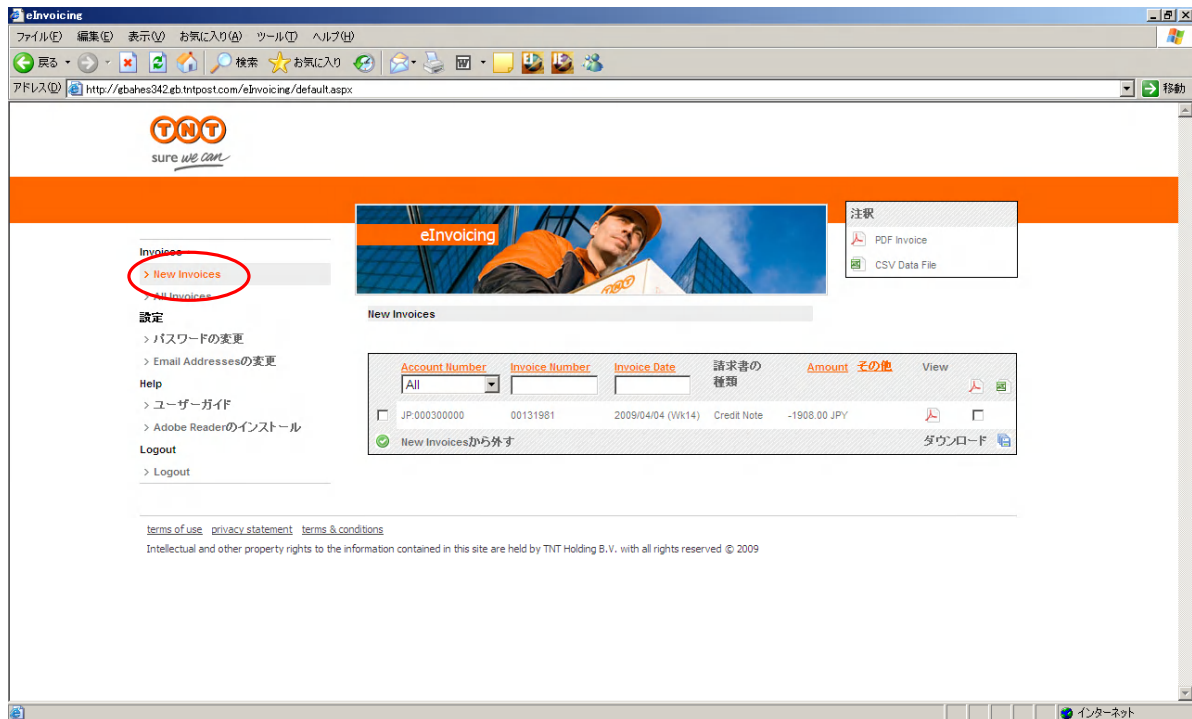 eInvoicing
ファイル(F) 編集(E) 表示(V) お気に入り(A) ツール(T) ヘルプ(H)
戻る 検索 お気に入り
アドレス(D) http://gbahes342.gb.tntpost.com/eInvoicing/default.aspx 移動
TNT
sure we can
eInvoicing
TNT
注釈
PDF Invoice
CSV Data File
Invoices
> New Invoices
> All Invoices
設定
> パスワードの変更
> Email Addressesの変更
Help
> ユーザーガイド
> Adobe Readerのインストール
Logout
> Logout
New Invoices
Account Number Invoice Number Invoice Date 請求書の種類 Amount その他 View
All
JP:000300000 00131981 2009/04/04 (Wk14) Credit Note -1908.00 JPY
New Invoicesから外す ダウンロード
terms of use privacy statement terms & conditions
Intellectual and other property rights to the information contained in this site are held by TNT Holding B.V. with all rights reserved © 2009
インターネット